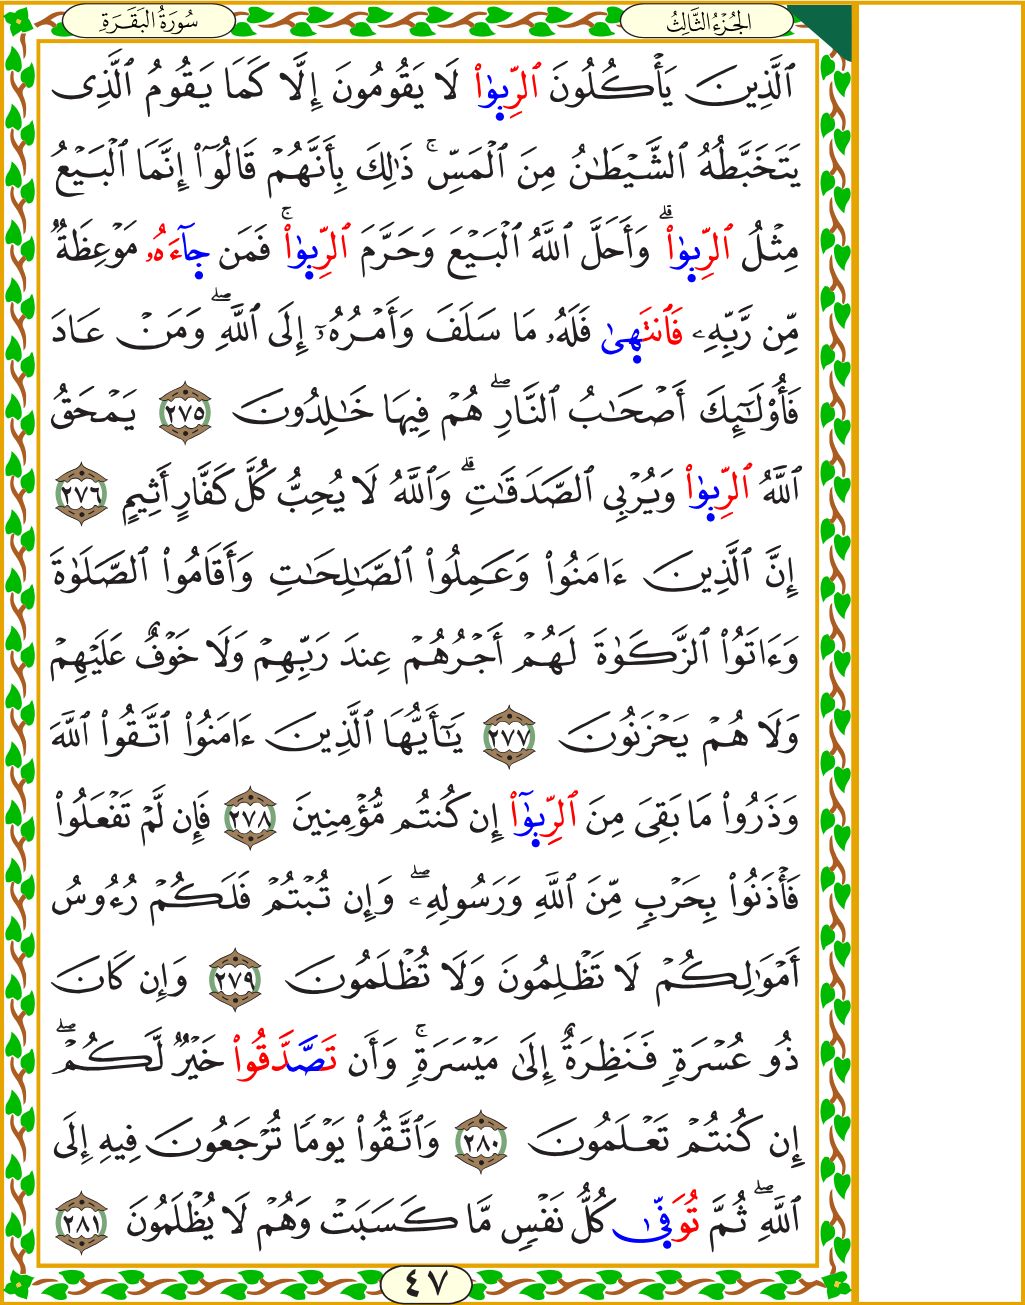 الجُزْءُ الثَّالِثُ
سُورَةُ الْبَقَرَةِ
ٱلَّذِينَ يَأْكُلُونَ ٱلرِّبَوٰا۟ لَا يَقُومُونَ إِلَّا كَمَا يَقُومُ ٱلَّذِى
يَتَخَبَّطُهُ ٱلشَّيْطَـٰنُ مِنَ ٱلْمَسِّ ۚ ذَٰلِكَ بِأَنَّهُمْ قَالُوٓا۟ إِنَّمَا ٱلْبَيْعُ
مِثْلُ ٱلرِّبَوٰا۟ ۗ وَأَحَلَّ ٱللَّهُ ٱلْبَيْعَ وَحَرَّمَ ٱلرِّبَوٰا۟ ۚ فَمَن جَآءَهُۥ مَوْعِظَةٌ
مِّن رَّبِّهِۦ فَٱنتَهَىٰ فَلَهُۥ مَا سَلَفَ وَأَمْرُهُۥٓ إِلَى ٱللَّهِ ۖ وَمَنْ عَادَ
فَأُو۟لَـٰٓئِكَ أَصْحَـٰبُ ٱلنَّارِ ۖ هُمْ فِيهَا خَـٰلِدُونَ ٢٧٥ يَمْحَقُ
ٱللَّهُ ٱلرِّبَوٰا۟ وَيُرْبِى ٱلصَّدَقَـٰتِ ۗ وَٱللَّهُ لَا يُحِبُّ كُلَّ كَفَّارٍ أَثِيمٍ ٢٧٦
إِنَّ ٱلَّذِينَ ءَامَنُوا۟ وَعَمِلُوا۟ ٱلصَّـٰلِحَـٰتِ وَأَقَامُوا۟ ٱلصَّلَوٰةَ
وَءَاتَوُا۟ ٱلزَّكَوٰةَ لَهُمْ أَجْرُهُمْ عِندَ رَبِّهِمْ وَلَا خَوْفٌ عَلَيْهِمْ
وَلَا هُمْ يَحْزَنُونَ ٢٧٧ يَـٰٓأَيُّهَا ٱلَّذِينَ ءَامَنُوا۟ ٱتَّقُوا۟ ٱللَّهَ
وَذَرُوا۟ مَا بَقِىَ مِنَ ٱلرِّبَوٰٓا۟ إِن كُنتُم مُّؤْمِنِينَ ٢٧٨ فَإِن لَّمْ تَفْعَلُوا۟
فَأْذَنُوا۟ بِحَرْبٍ مِّنَ ٱللَّهِ وَرَسُولِهِۦ ۖ وَإِن تُبْتُمْ فَلَكُمْ رُءُوسُ
أَمْوَٰلِكُمْ لَا تَظْلِمُونَ وَلَا تُظْلَمُونَ ٢٧٩ وَإِن كَانَ
ذُو عُسْرَةٍ فَنَظِرَةٌ إِلَىٰ مَيْسَرَةٍ ۚ وَأَن تَصَّدَّقُوا۟ خَيْرٌ لَّكُمْ ۖ
إِن كُنتُمْ تَعْلَمُونَ ٢٨٠ وَٱتَّقُوا۟ يَوْمًا تُرْجَعُونَ فِيهِ إِلَى
ٱللَّهِ ۖ ثُمَّ تُوَفَّىٰ كُلُّ نَفْسٍ مَّا كَسَبَتْ وَهُمْ لَا يُظْلَمُونَ ٢٨١
٤٧